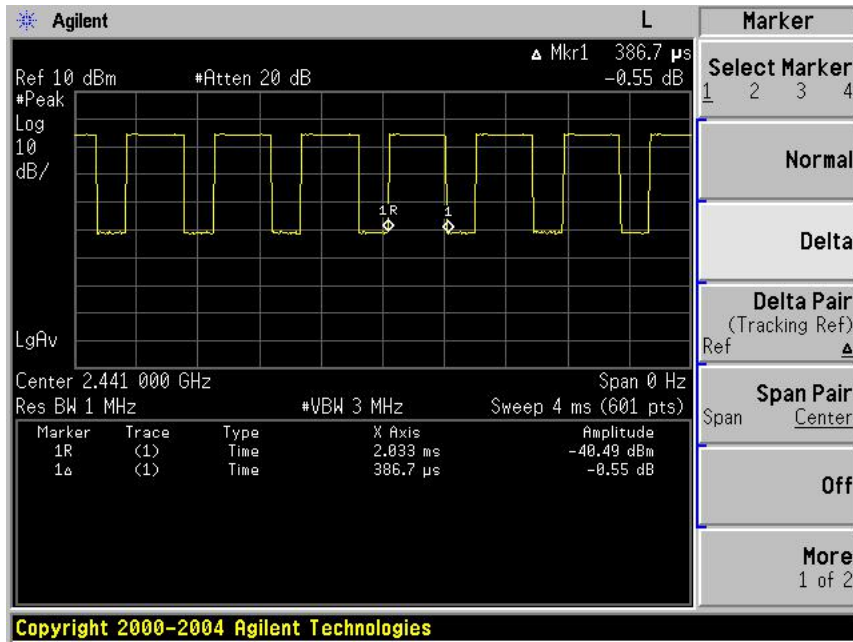 Agilent L Marker
Δ Mkr1 386.7 µs
Ref 10 dBm #Atten 20 dB -0.55 dB
#Peak
Log
10
dB/
1R 1
LgAv
Center 2.441 000 GHz Span 0 Hz
Res BW 1 MHz #VBW 3 MHz Sweep 4 ms (601 pts)
Marker Trace Type X Axis Amplitude
1R (1) Time 2.033 ms -40.49 dBm
1Δ (1) Time 386.7 µs -0.55 dB
Select Marker
1 2 3 4
Normal
Delta
Delta Pair
(Tracking Ref)
Ref Δ
Span Pair
Span Center
Off
More
1 of 2
Copyright 2000-2004 Agilent Technologies